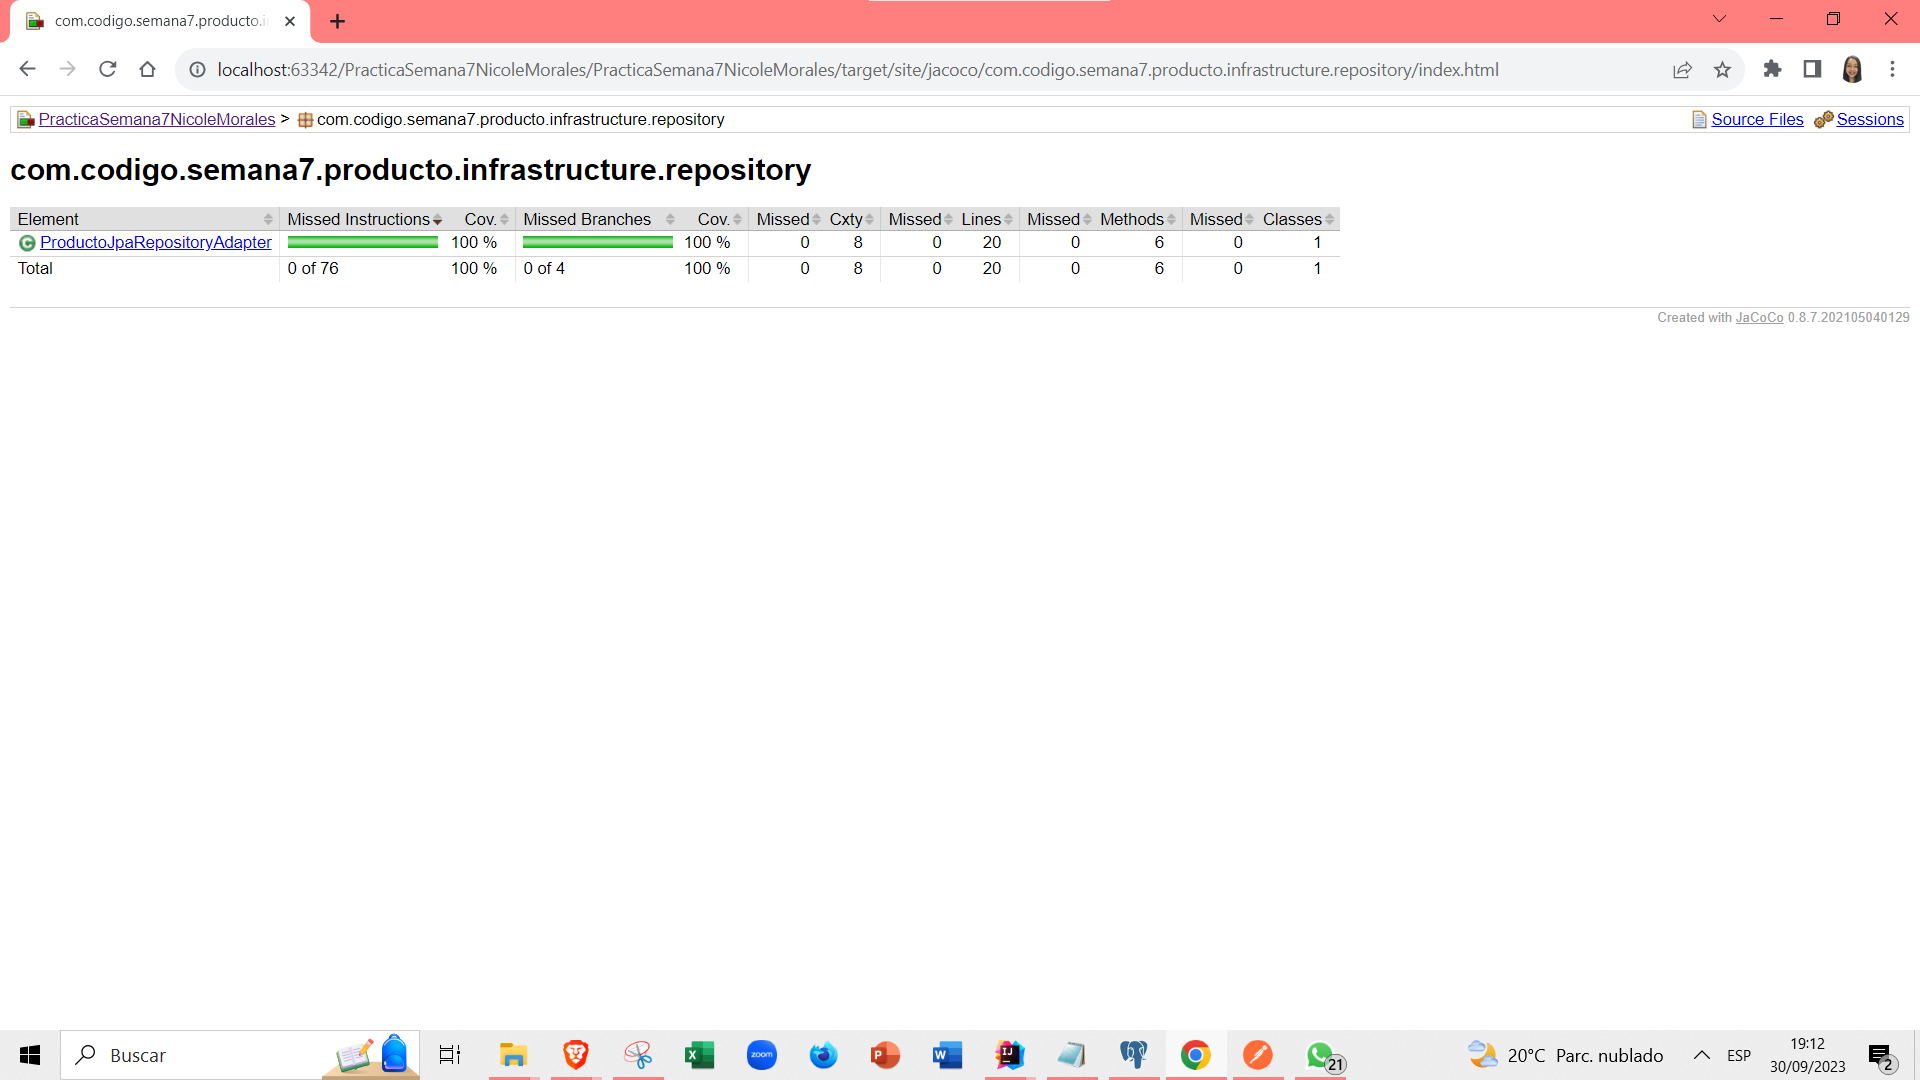 com.codigo.semana7.producto.i
localhost:63342/PracticaSemana7NicoleMorales/PracticaSemana7NicoleMorales/target/site/jacoco/com.codigo.semana7.producto.infrastructure.repository/index.html
PracticaSemana7NicoleMorales > com.codigo.semana7.producto.infrastructure.repository Source Files Sessions
com.codigo.semana7.producto.infrastructure.repository
Element Missed Instructions Cov. Missed Branches Cov. Missed Cxty Missed Lines Missed Methods Missed Classes
C ProductoJpaRepositoryAdapter 100 % 100 % 0 8 0 20 0 6 0 1
Total 0 of 76 100 % 0 of 4 100 % 0 8 0 20 0 6 0 1
Created with JaCoCo 0.8.7.202105040129
Buscar zoom 21 20°C Parc. nublado ESP 19:12
30/09/2023 2